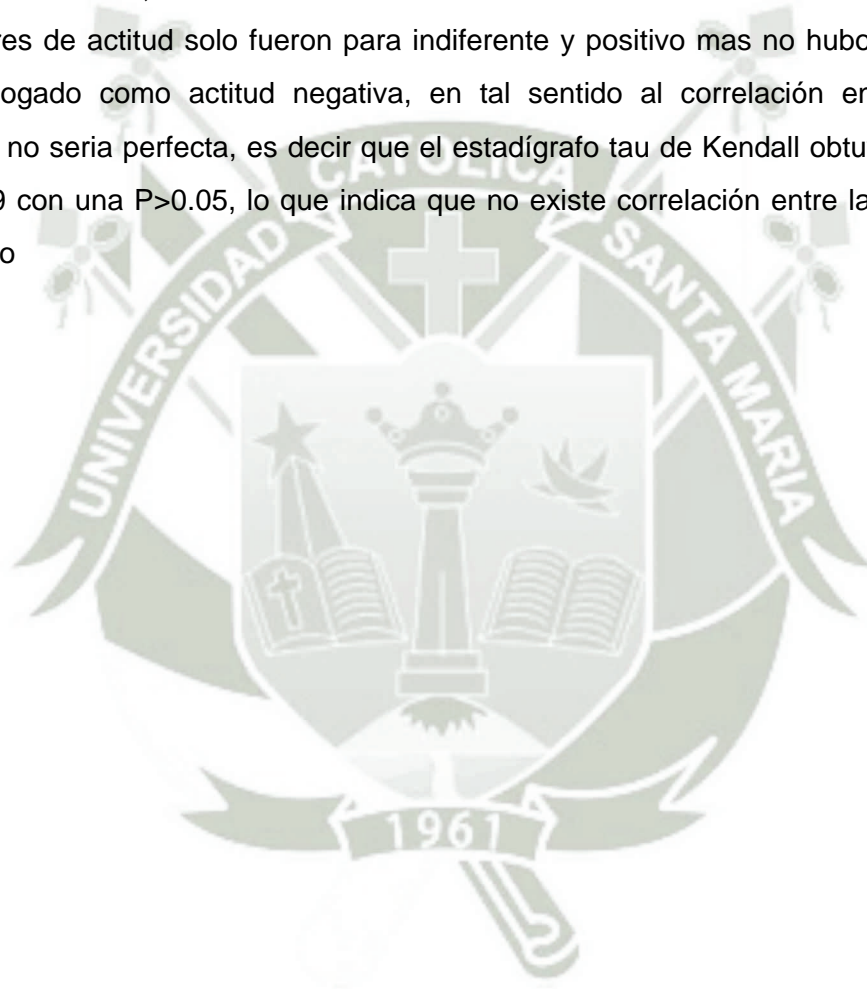 res de actitud solo fueron para indiferente y positivo mas no hubo
ogado como actitud negativa, en tal sentido al correlación en
no seria perfecta, es decir que el estadígrafo tau de Kendall obtu
9 con una P>0.05, lo que indica que no existe correlación entre la
o
UNIVERSIDAD CATOLICA SANTA MARIA
1961